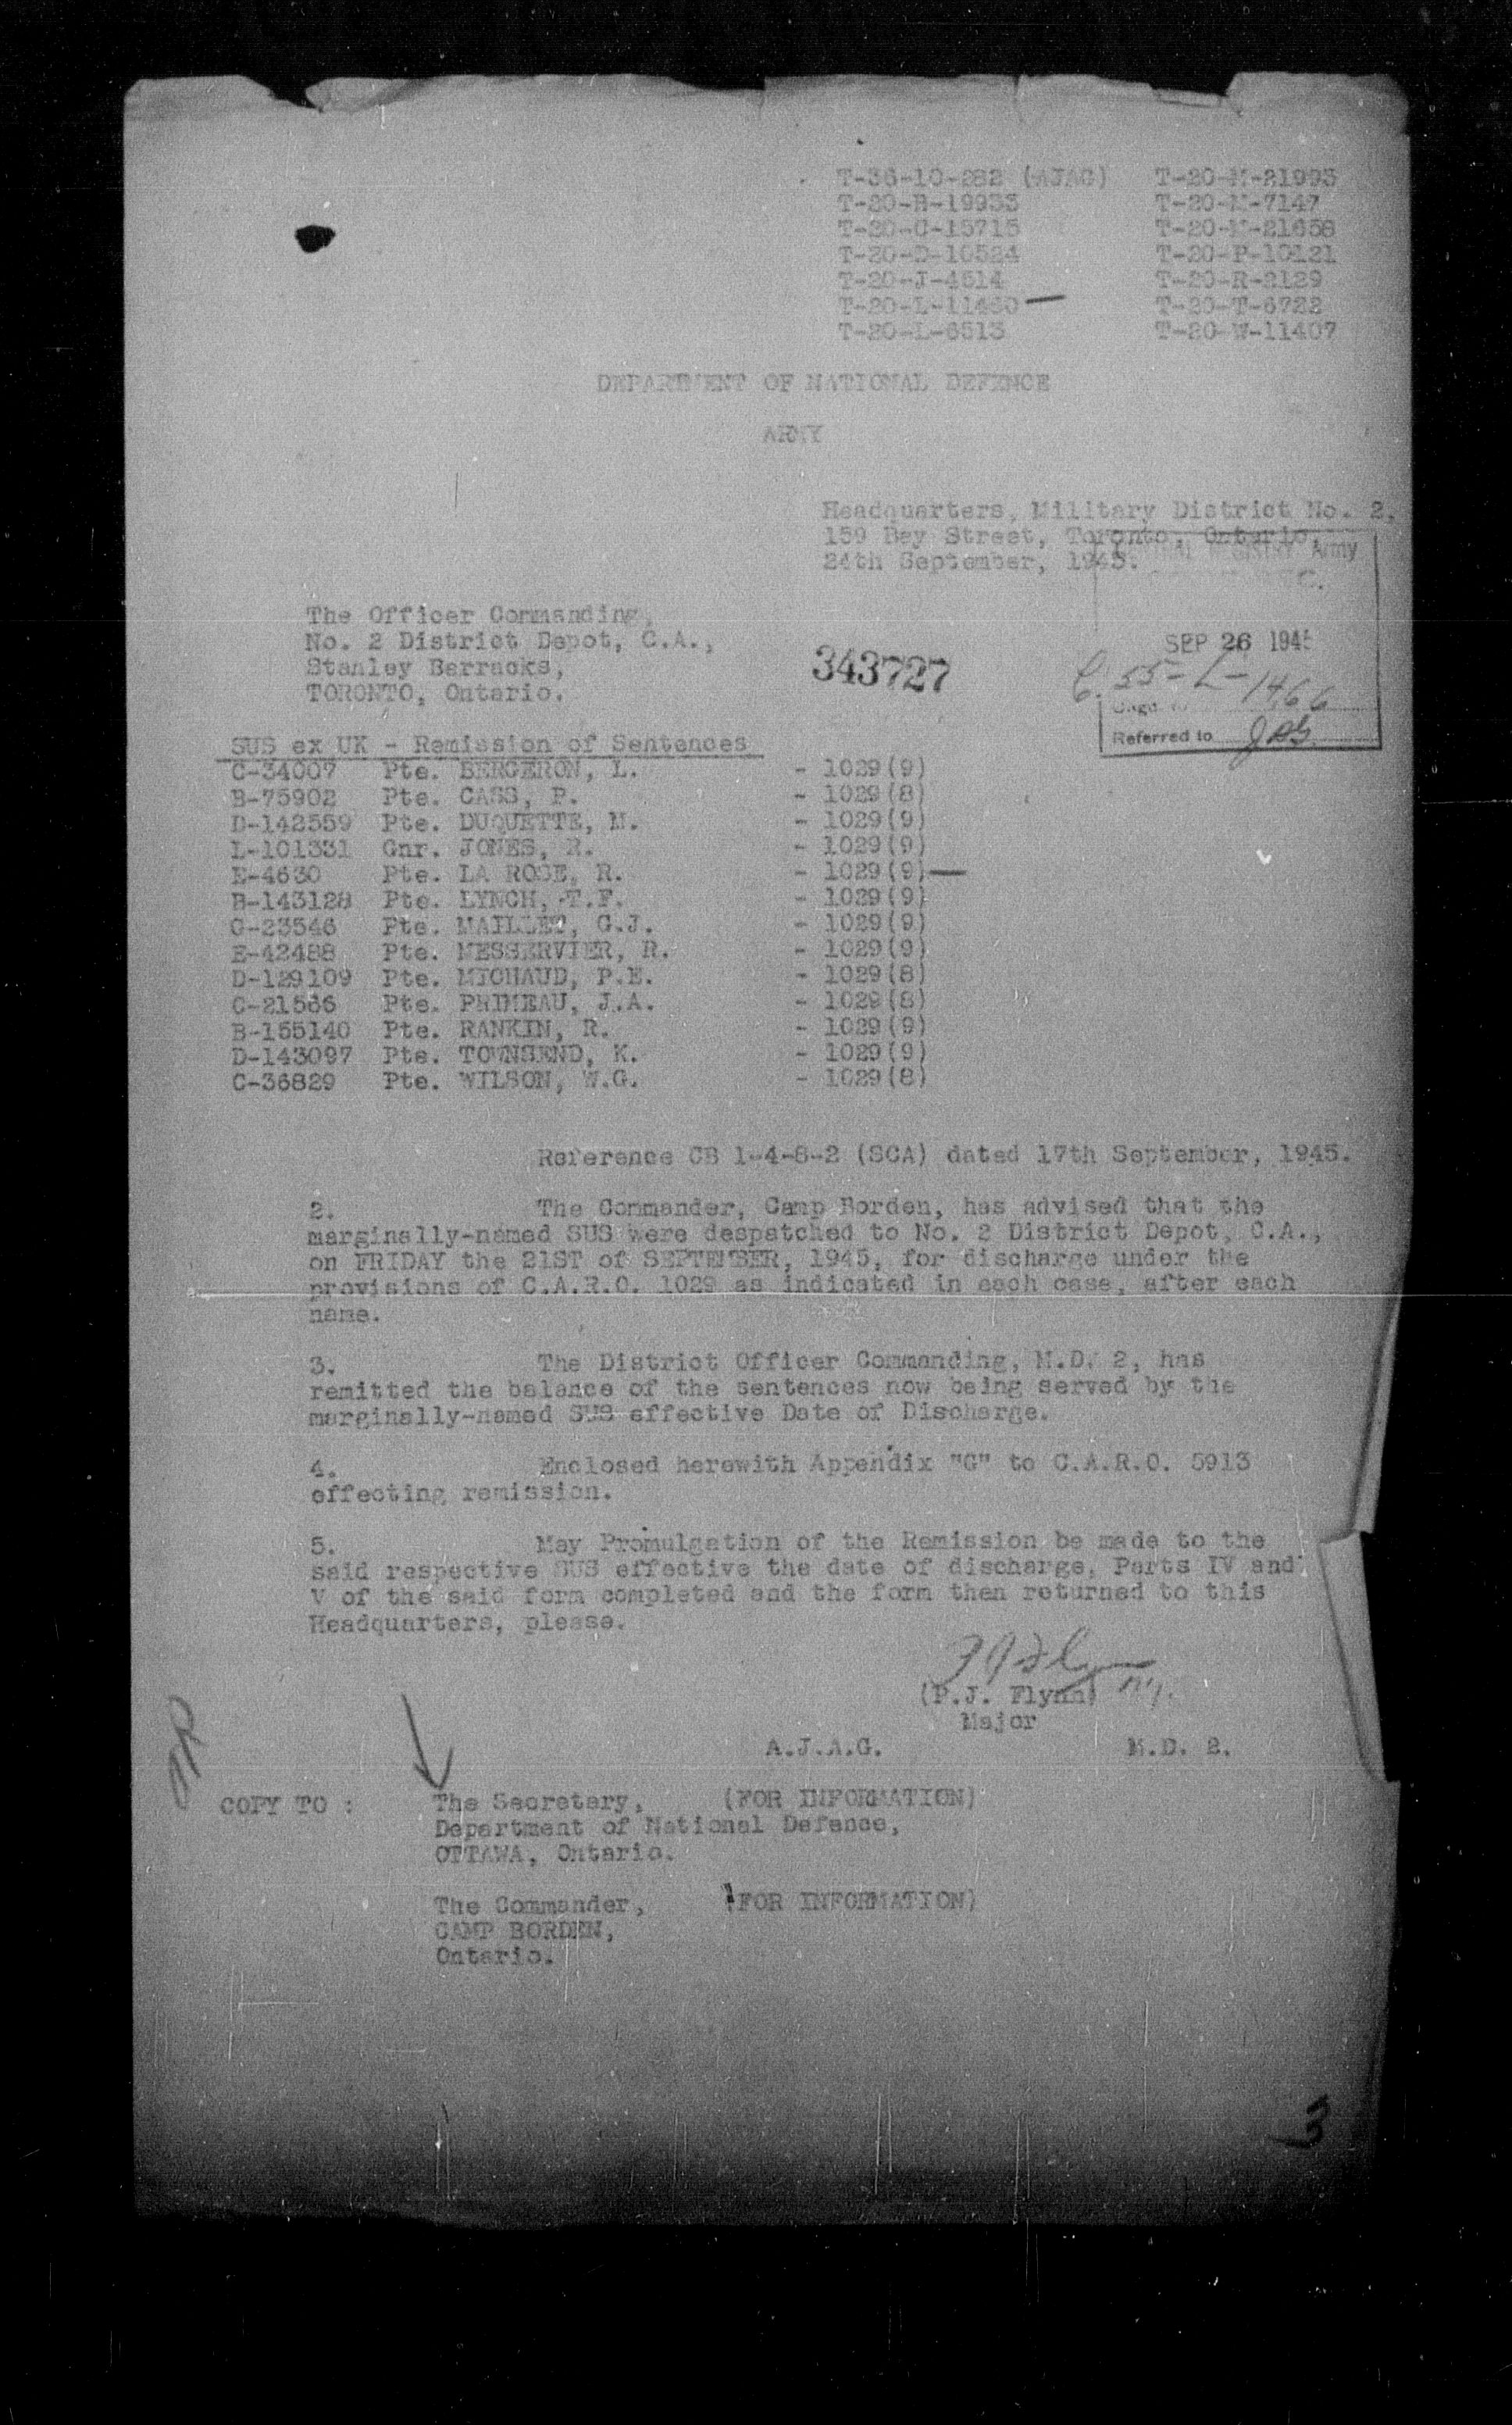 T-36-10-282 (AJAG) T-20-M-21993
T-20-B-19933 T-20-M-7147
T-20-C-15715 T-20-M-21658
T-20-D-16524 T-20-P-10121
T-20-J-4514 T-20-R-2129
T-20-L-11460 T-20-T-6722
T-20-L-6513 T-20-W-11407
DEPARTMENT OF NATIONAL DEFENCE
ARMY
Headquarters, Military District No. 2,
159 Bay Street, Toronto, Ontario,
24th September, 1945.
REGISTRY Army
The Officer Commanding,
No. 2 District Depot, C.A.,
Stanley Barracks,
TORONTO, Ontario.
343727
SEP 26 1945
C. 55-L-1466
Referred to JAG
SUS ex UK - Remission of Sentences
C-34007 Pte. BERGERON, L. - 1029(9)
B-75902 Pte. CASS, P. - 1029(8)
D-142559 Pte. DUQUETTE, M. - 1029(9)
L-101331 Gnr. JONES, R. - 1029(9)
E-4630 Pte. LA ROSE, R. - 1029(9)
B-143128 Pte. LYNCH, T.F. - 1029(9)
G-23546 Pte. MAILLET, G.J. - 1029(9)
E-42488 Pte. MESSERVIER, R. - 1029(9)
D-129109 Pte. MICHAUD, P.E. - 1029(8)
C-21566 Pte. PRIMEAU, J.A. - 1029(8)
B-155140 Pte. RANKIN, R. - 1029(9)
D-143097 Pte. TOWNSEND, K. - 1029(9)
C-36829 Pte. WILSON, W.G. - 1029(8)
Reference CB 1-4-8-2 (SCA) dated 17th September, 1945.
2. The Commander, Camp Borden, has advised that the
marginally-named SUS were despatched to No. 2 District Depot, C.A.,
on FRIDAY the 21ST of SEPTEMBER, 1945, for discharge under the
provisions of C.A.R.O. 1029 as indicated in each case, after each
name.
3. The District Officer Commanding, M.D. 2, has
remitted the balance of the sentences now being served by the
marginally-named SUS effective Date of Discharge.
4. Enclosed herewith Appendix "G" to C.A.R.O. 5913
effecting remission.
5. May Promulgation of the Remission be made to the
said respective SUS effective the date of discharge, Parts IV and
V of the said form completed and the form then returned to this
Headquarters, please.
(P.J. Flynn)
Major
A.J.A.G. M.D. 2.
COPY TO : The Secretary, (FOR INFORMATION)
Department of National Defence,
OTTAWA, Ontario.
The Commander, (FOR INFORMATION)
CAMP BORDEN,
Ontario.
3